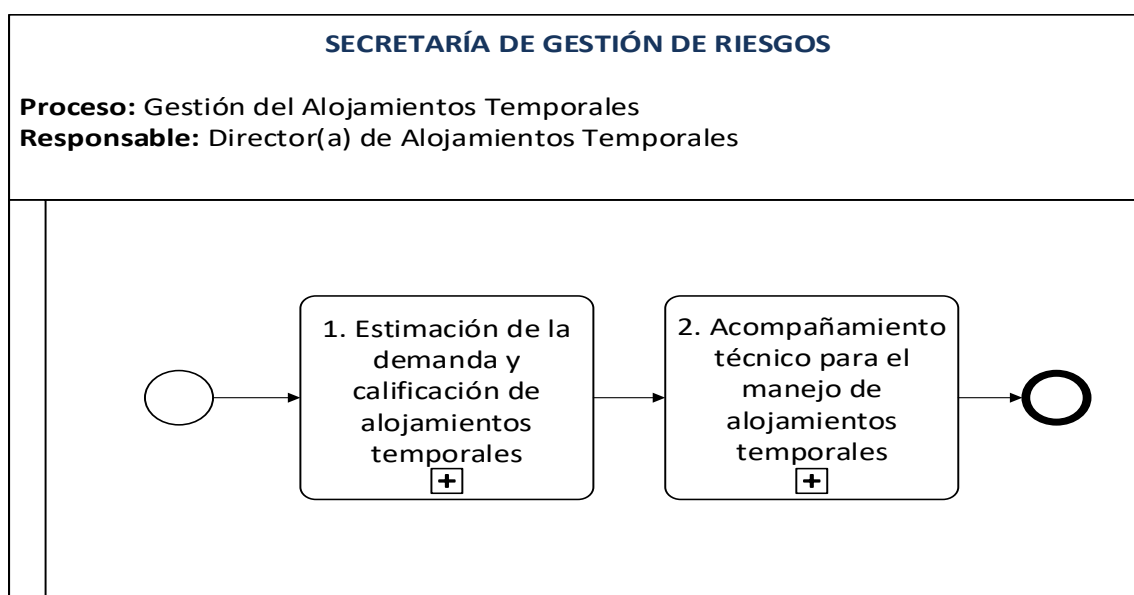 SECRETARÍA DE GESTIÓN DE RIESGOS
Proceso: Gestión del Alojamientos Temporales
Responsable: Director(a) de Alojamientos Temporales
1. Estimación de la
demanda y
calificación de
alojamientos
temporales
2. Acompañamiento
técnico para el
manejo de
alojamientos
temporales